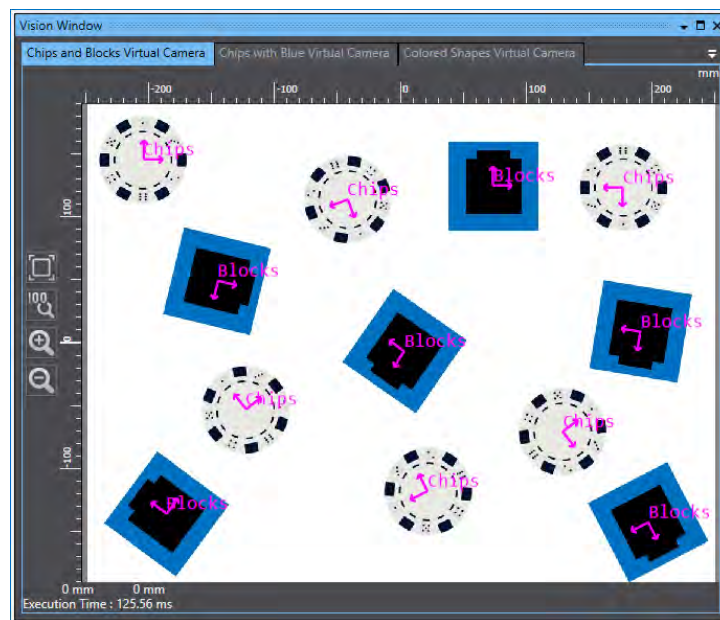 Vision Window
Chips and Blocks Virtual Camera
Chips with Blue Virtual Camera
Colored Shapes Virtual Camera
mm
-200
-100
0
100
200
Chips
Chips
Blocks
Chips
100
Blocks
100
0
Blocks
Blocks
Chips
Chips
-100
Chips
Blocks
Blocks
0 mm
0 mm
Execution Time : 125.56 ms